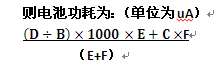 则电池功耗为：（单位为uA）
(D ÷ B) × 1000 × E + C ×F
(E+F)